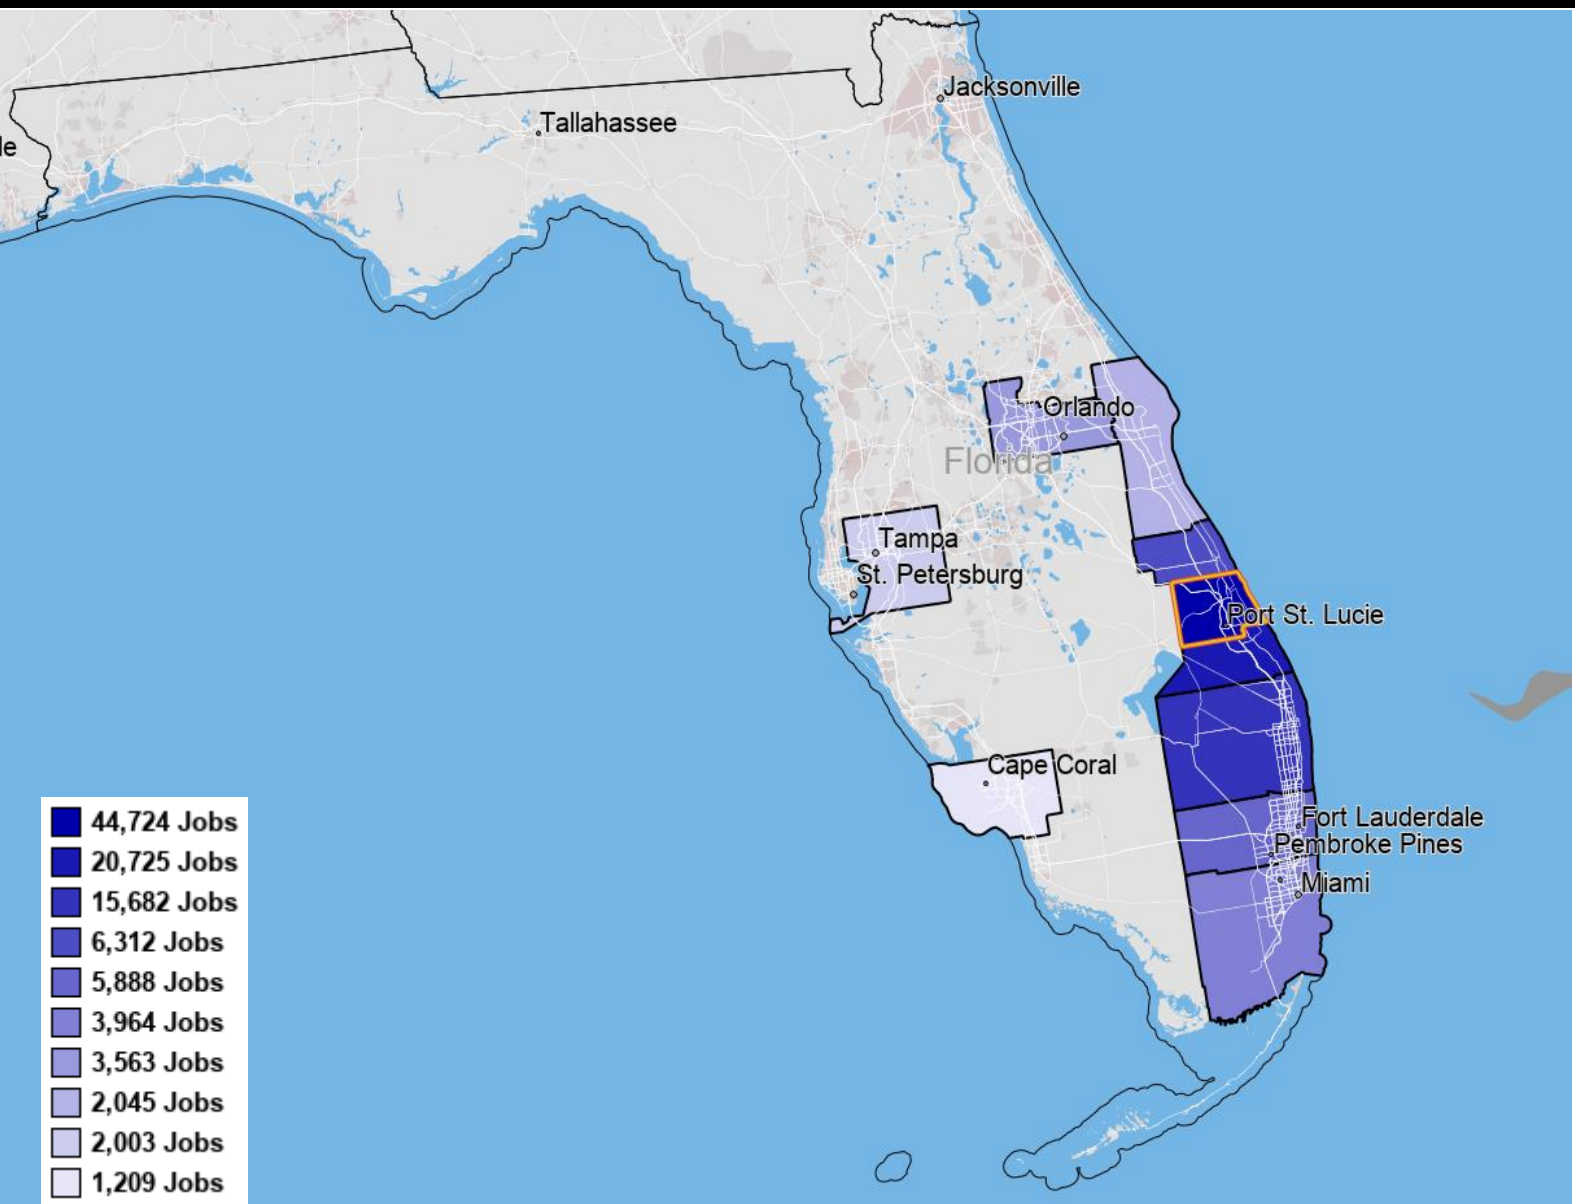 Jacksonville
Tallahassee
le
Orlando
Florida
Tampa
St. Petersburg
Port St. Lucie
Cape Coral
Fort Lauderdale
Pembroke Pines
Miami
44,724 Jobs
20,725 Jobs
15,682 Jobs
6,312 Jobs
5,888 Jobs
3,964 Jobs
3,563 Jobs
2,045 Jobs
2,003 Jobs
1,209 Jobs